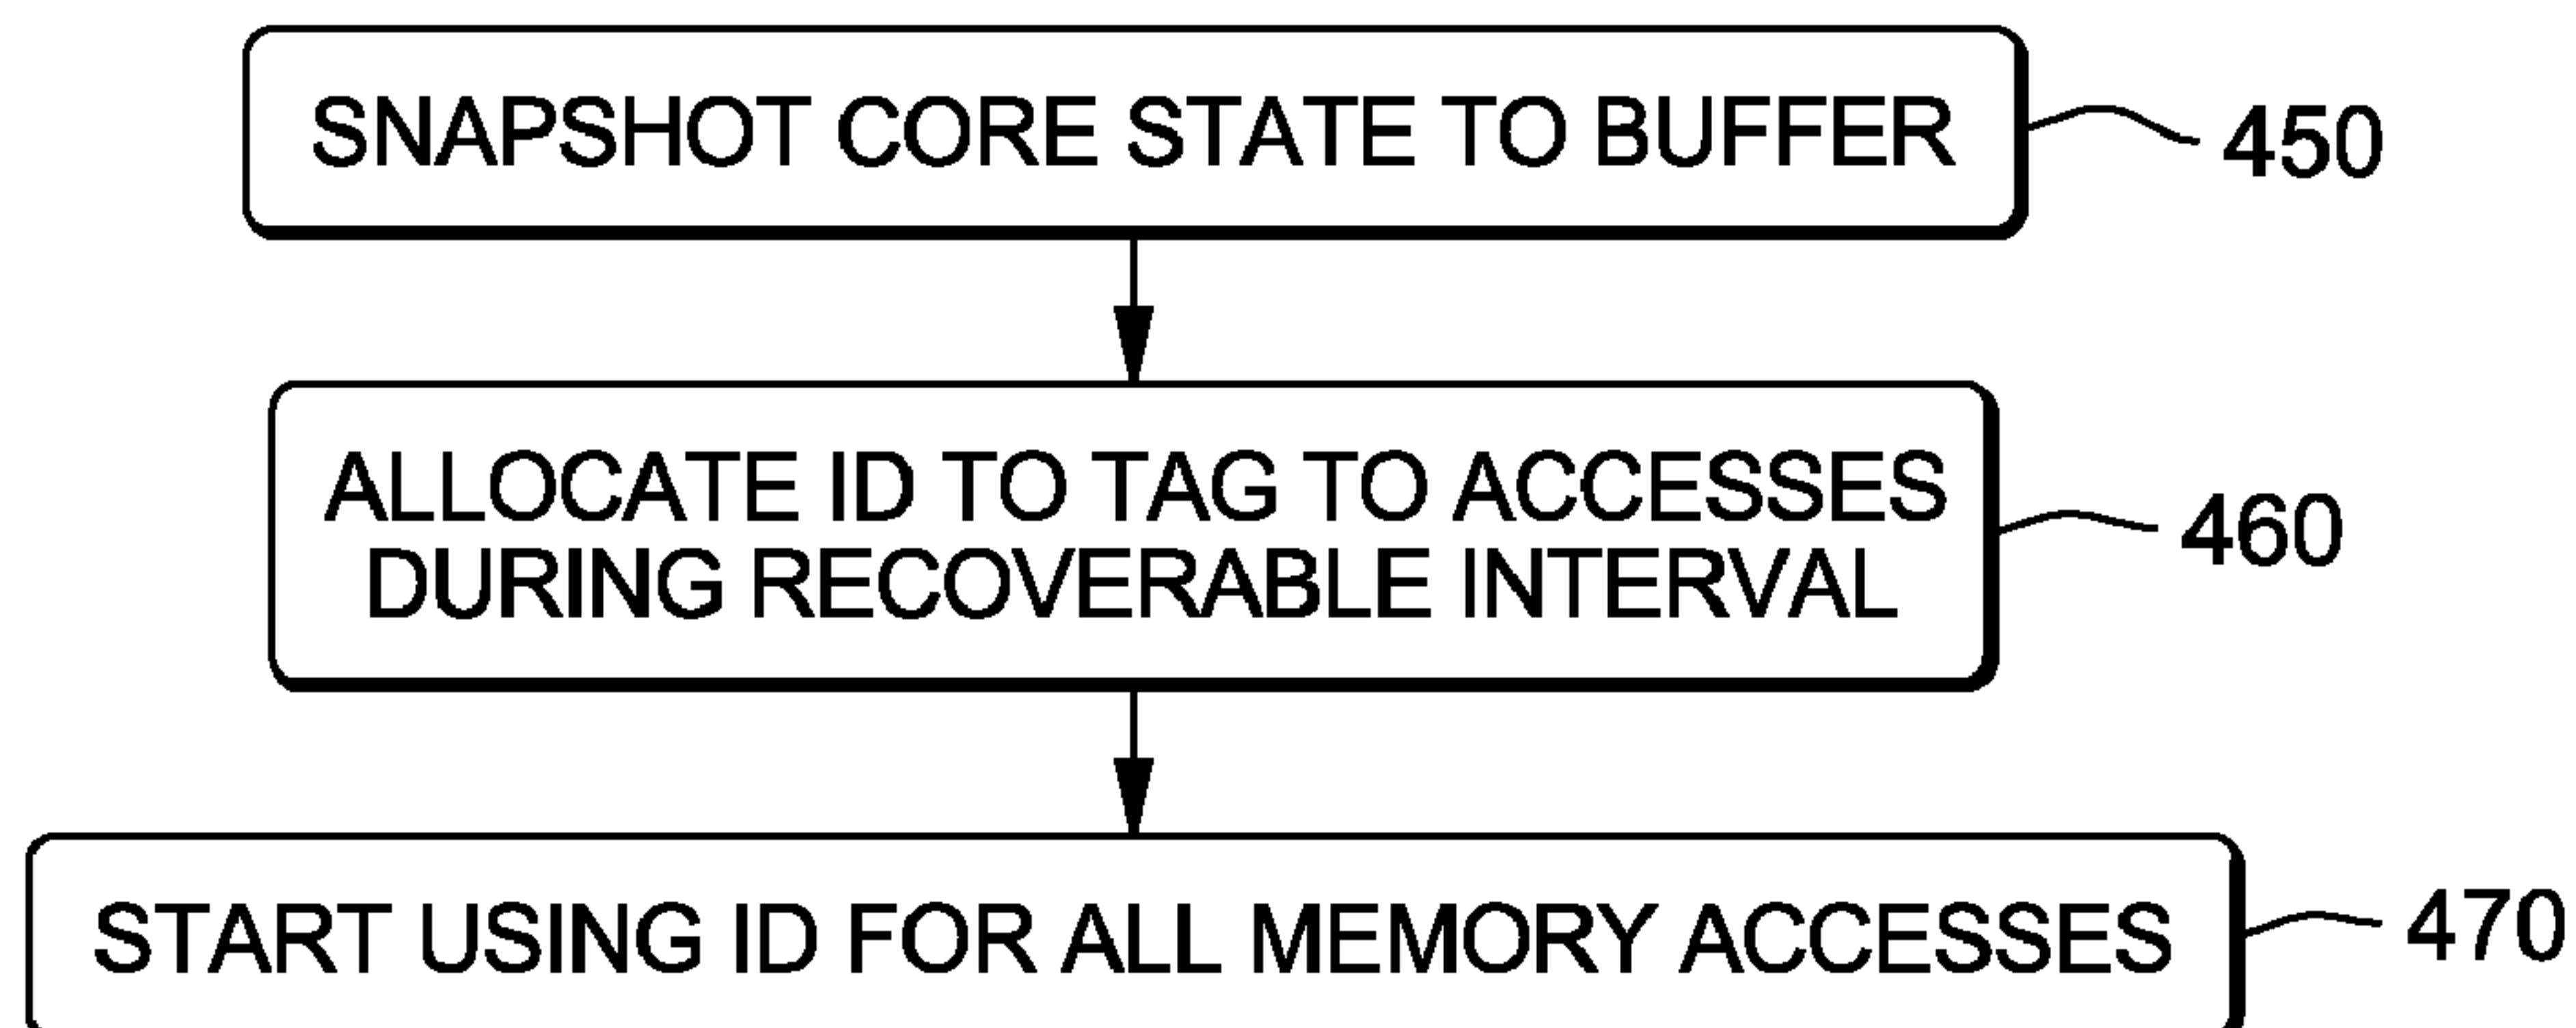 SNAPSHOT CORE STATE TO BUFFER
450
ALLOCATE ID TO TAG TO ACCESSES
DURING RECOVERABLE INTERVAL
460
START USING ID FOR ALL MEMORY ACCESSES
470